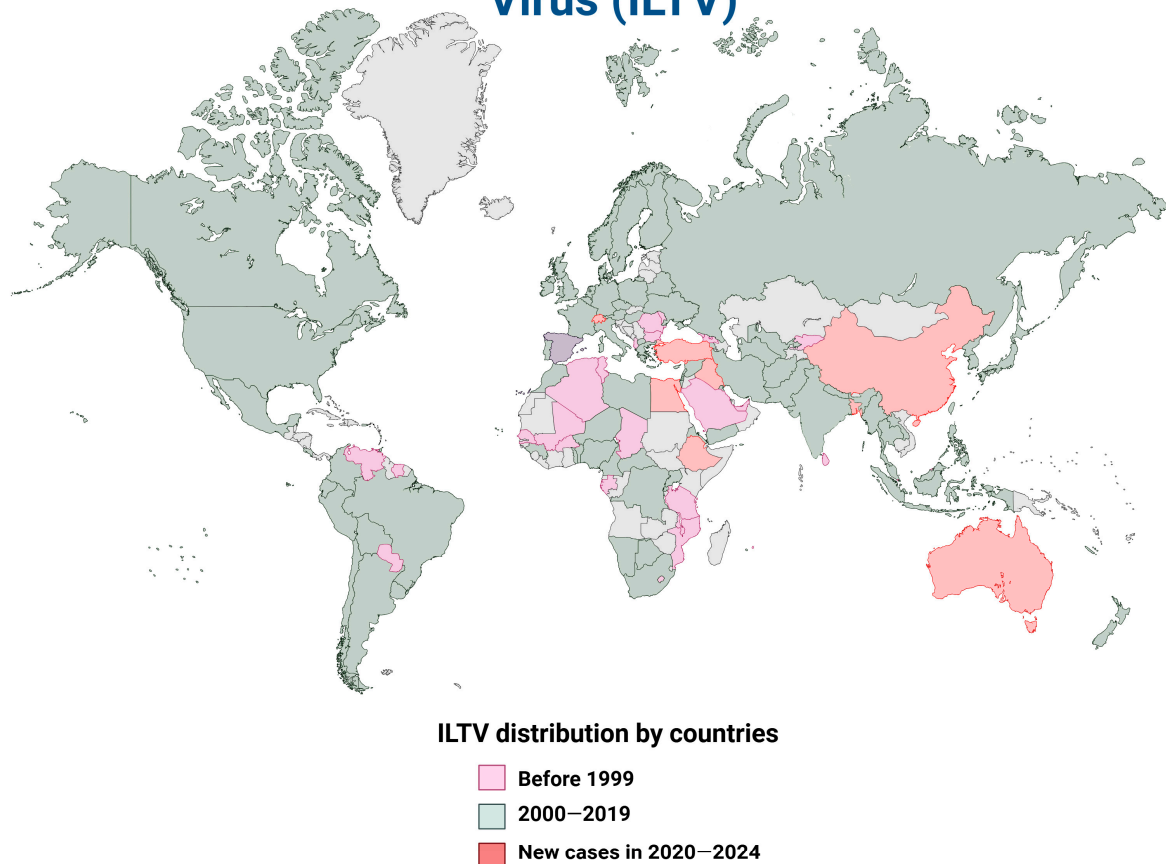 Virus (ILTV)
ILTV distribution by countries
Before 1999
2000—2019
New cases in 2020—2024